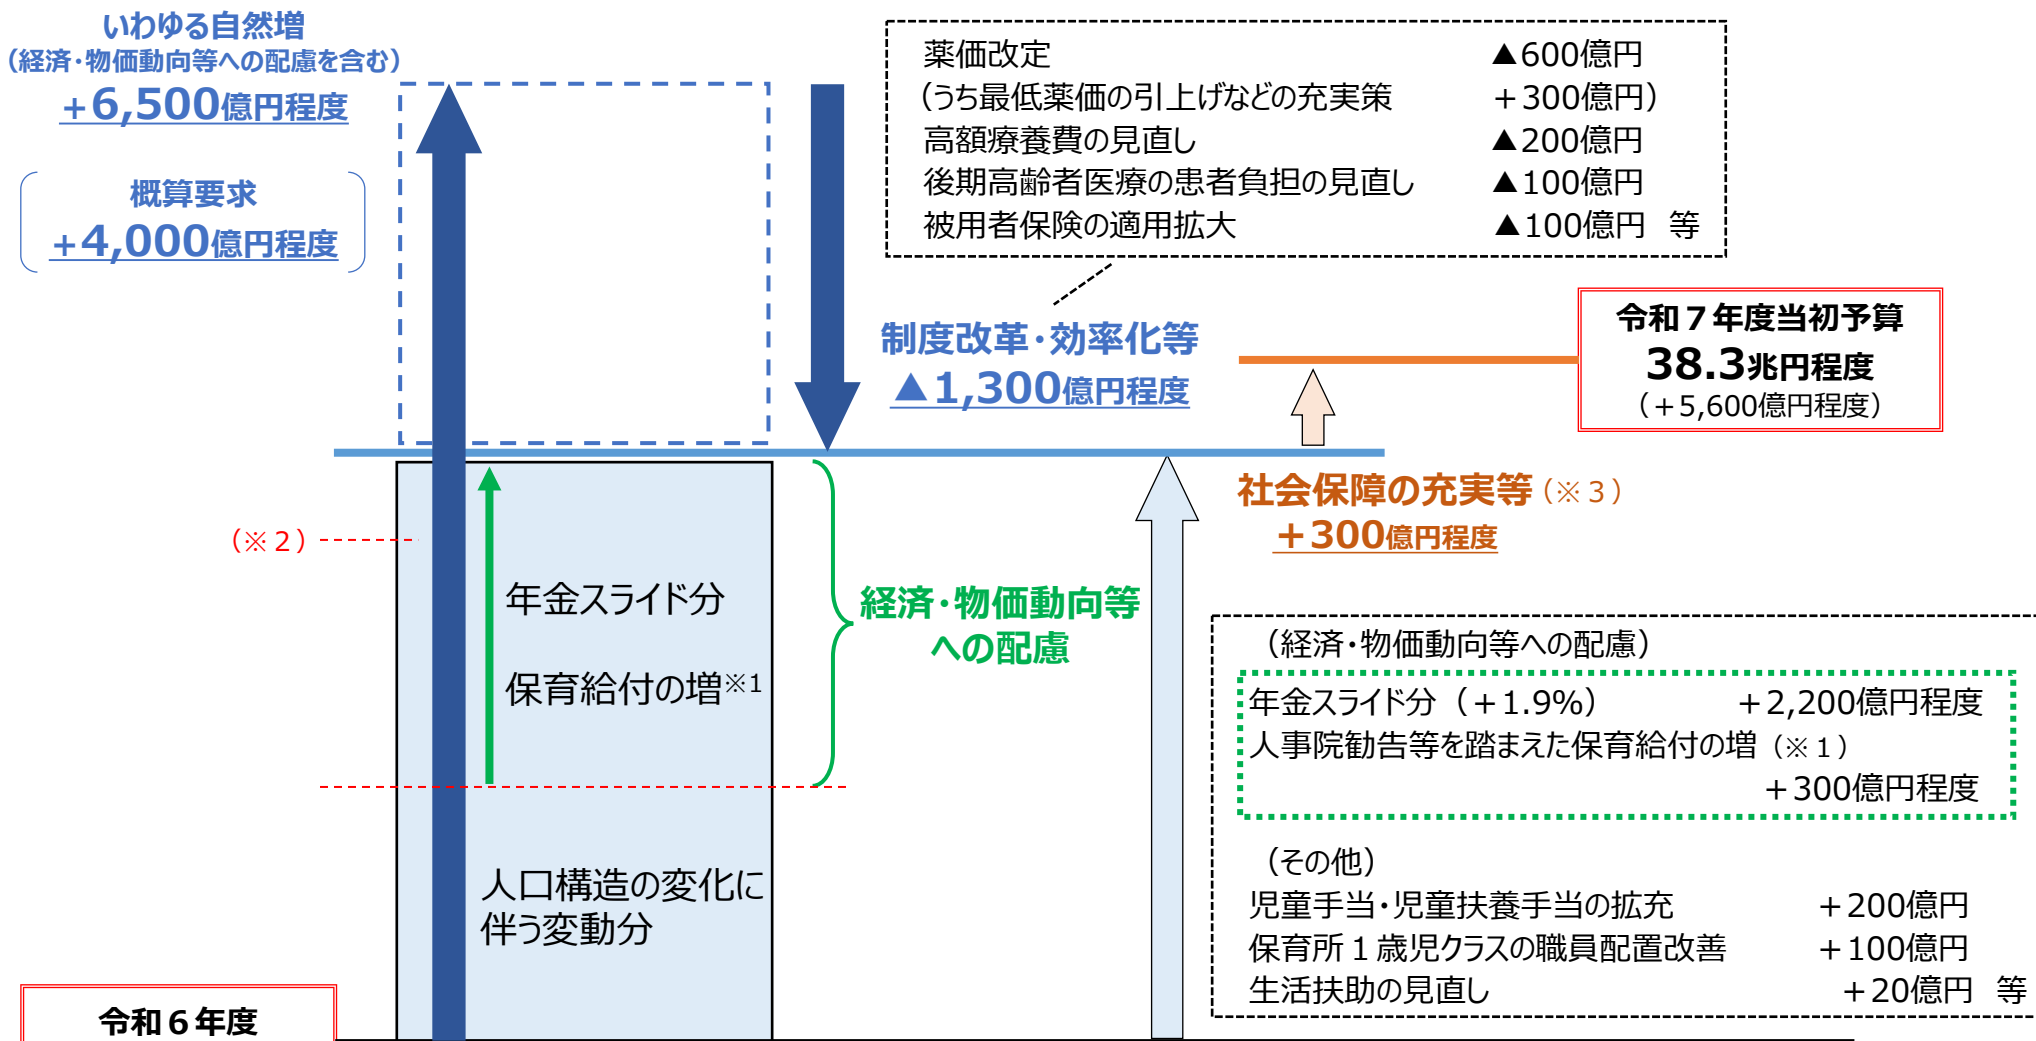 いわゆる自然増
（経済・物価動向等への配慮を含む）
+6,500億円程度
概算要求
+4,000億円程度
薬価改定 ▲600億円
（うち最低薬価の引上げなどの充実策 ＋300億円）
高額療養費の見直し ▲200億円
後期高齢者医療の患者負担の見直し ▲100億円
被用者保険の適用拡大 ▲100億円 等
制度改革・効率化等
▲1,300億円程度
令和７年度当初予算
38.3兆円程度
（＋5,600億円程度）
社会保障の充実等（※３）
＋300億円程度
（※２）
年金スライド分
保育給付の増※1
経済・物価動向等
への配慮
人口構造の変化に
伴う変動分
（経済・物価動向等への配慮）
年金スライド分（＋1.9%） ＋2,200億円程度
人事院勧告等を踏まえた保育給付の増（※１）
＋300億円程度
（その他）
児童手当・児童扶養手当の拡充 ＋200億円
保育所１歳児クラスの職員配置改善 ＋100億円
生活扶助の見直し ＋20億円 等
令和６年度